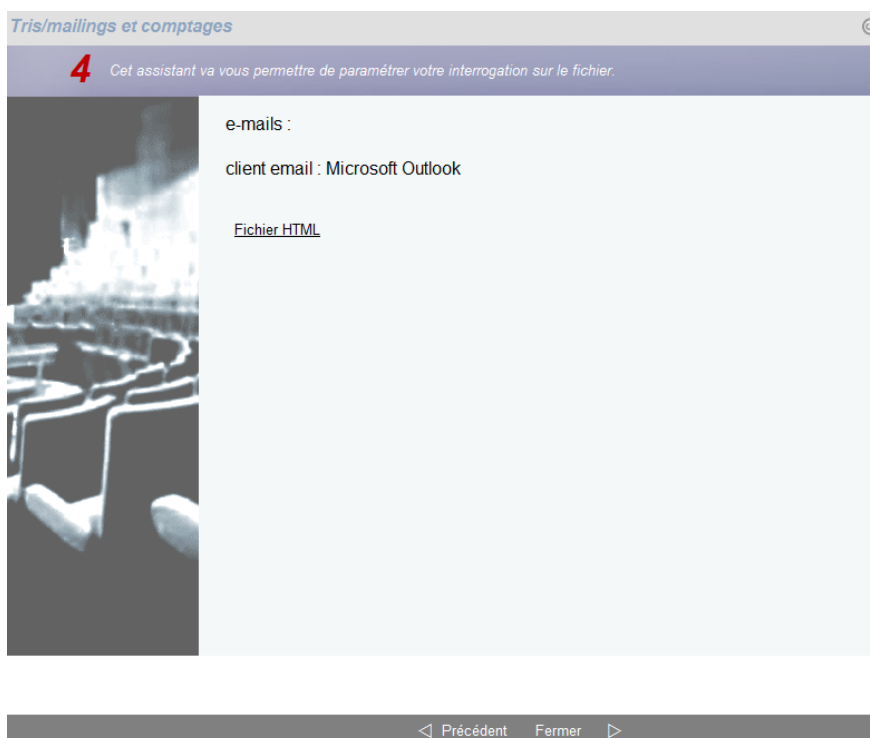 Tris/mailings et comptages
4 Cet assistant va vous permettre de paramétrer votre interrogation sur le fichier.
e-mails :
client email : Microsoft Outlook
Fichier HTML
Précédent Fermer